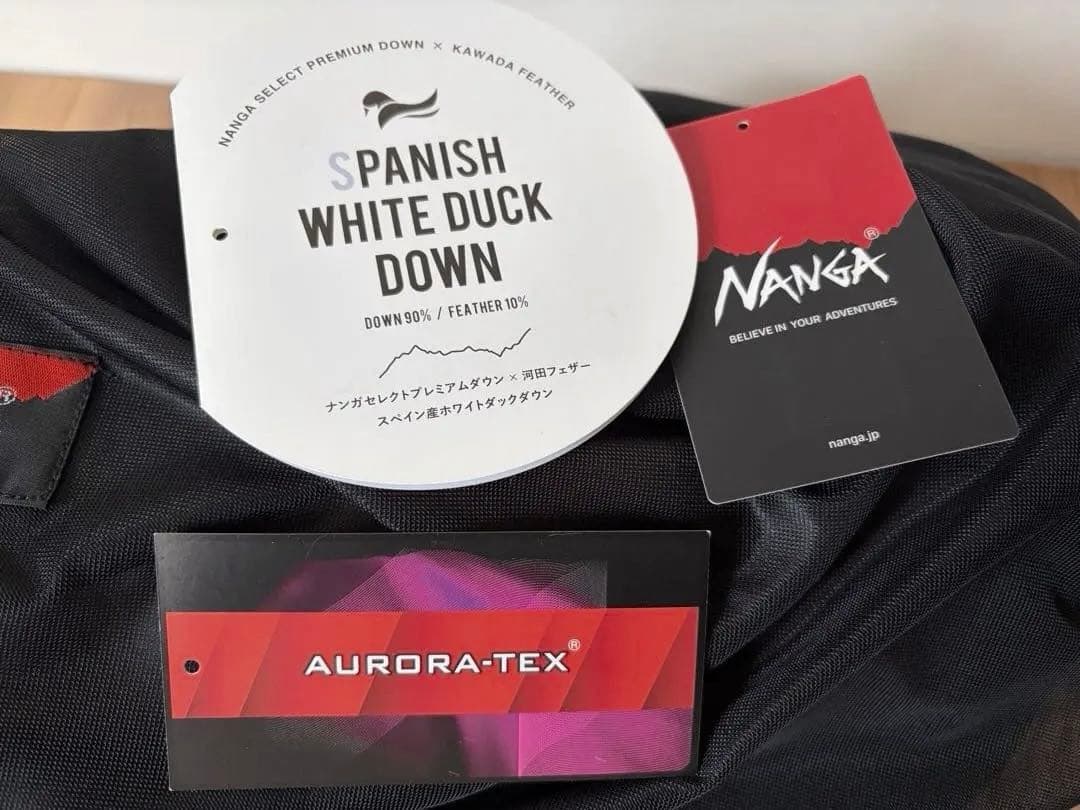 NANGA SELECT PREMIUM DOWN × KAWADA FEATHER
SPANISH
WHITE DUCK
DOWN
DOWN 90% / FEATHER 10%
ナンガセレクトプレミアムダウン × 河田フェザー
スペイン産ホワイトダックダウン
NANGA®
BELIEVE IN YOUR ADVENTURES
nanga.jp
®
AURORA-TEX®